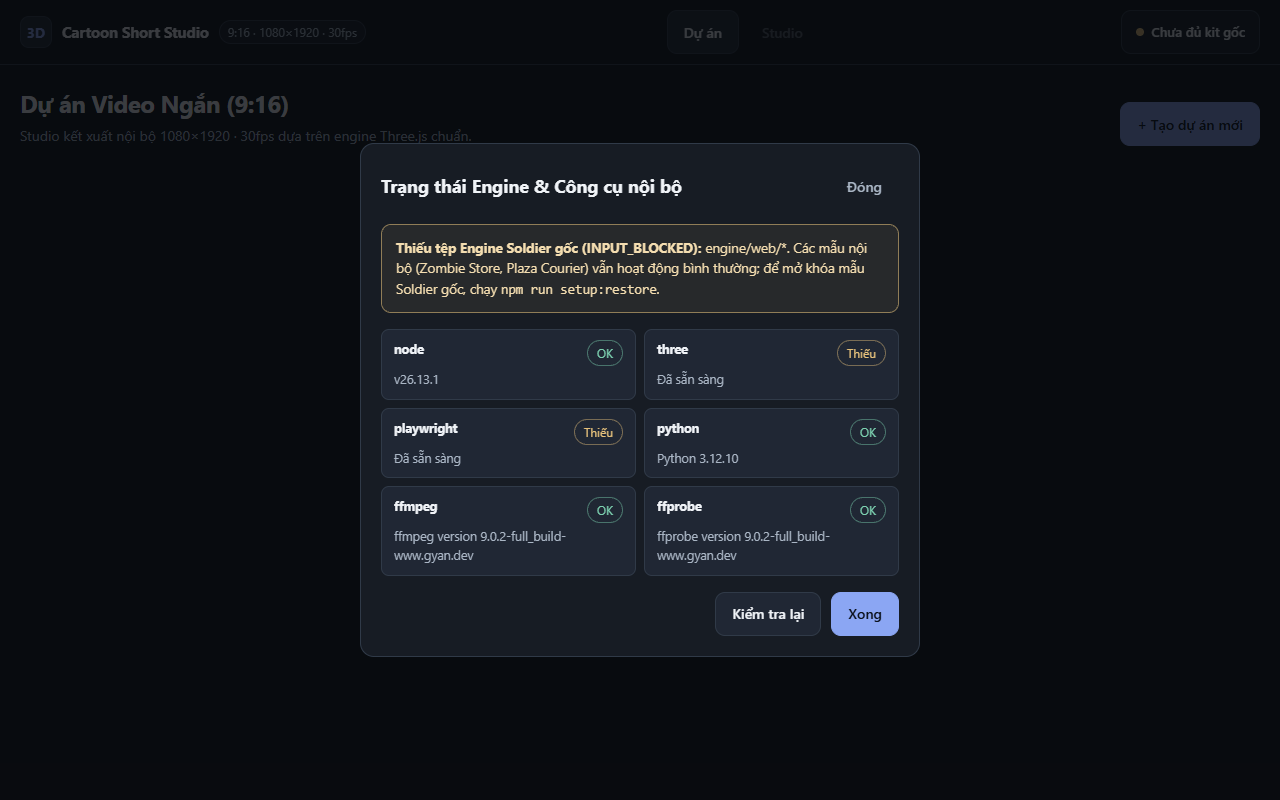 3D Cartoon Short Studio 9:16 · 1080×1920 · 30fps Dự án Studio Chưa đủ kit gốc
Dự án Video Ngắn (9:16)
Studio kết xuất nội bộ 1080×1920 · 30fps dựa trên engine Three.js chuẩn.
+ Tạo dự án mới
Trạng thái Engine & Công cụ nội bộ Đóng
Thiếu tệp Engine Soldier gốc (INPUT_BLOCKED): engine/web/*. Các mẫu nội
bộ (Zombie Store, Plaza Courier) vẫn hoạt động bình thường; để mở khóa mẫu
Soldier gốc, chạy npm run setup:restore.
node OK
v26.13.1
three Thiếu
Đã sẵn sàng
playwright Thiếu
Đã sẵn sàng
python OK
Python 3.12.10
ffmpeg OK
ffmpeg version 9.0.2-full_build-
www.gyan.dev
ffprobe OK
ffprobe version 9.0.2-full_build-
www.gyan.dev
Kiểm tra lại Xong